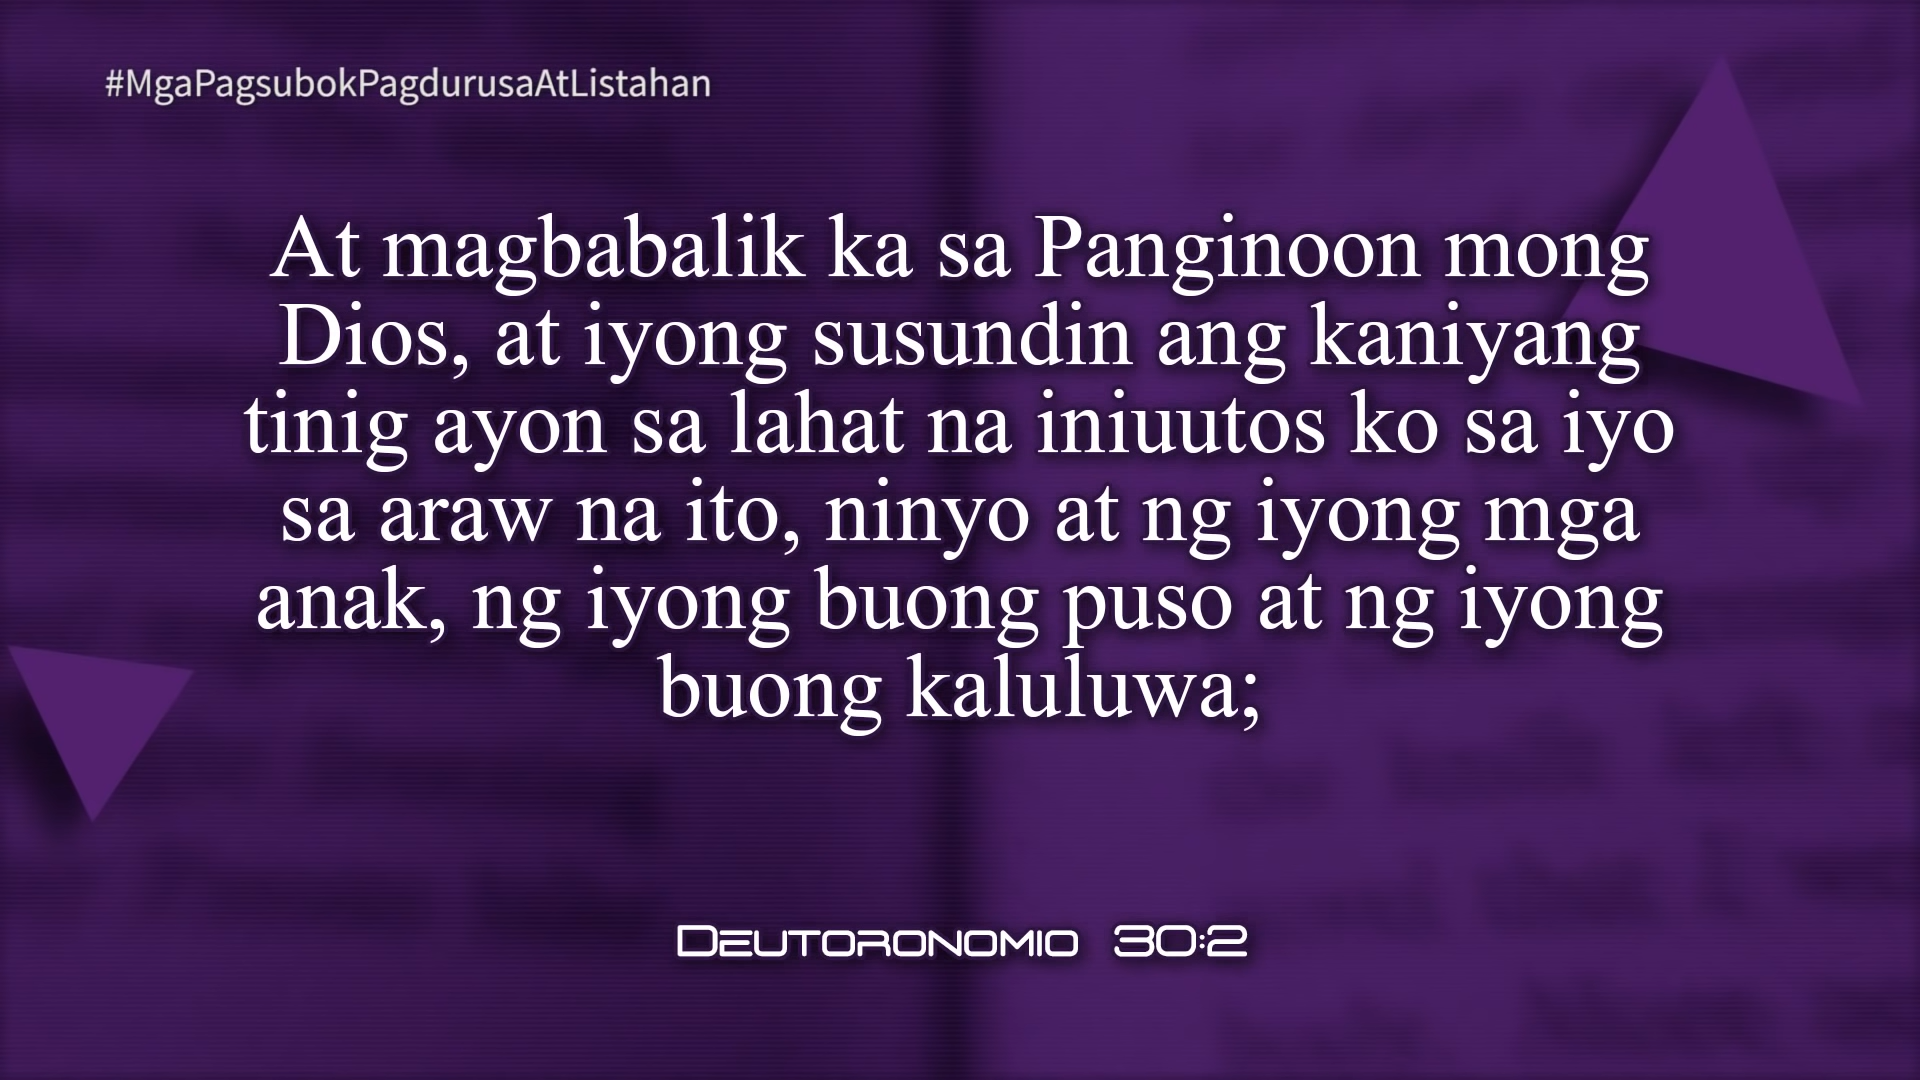 #MgaPagsubokPagdurusaAtListahan
At magbabalik ka sa Panginoon mong
Dios, at iyong susundin ang kaniyang
tinig ayon sa lahat na iniuutos ko sa iyo
sa araw na ito, ninyo at ng iyong mga
anak, ng iyong buong puso at ng iyong
buong kaluluwa;
Deutoronomio 30:2